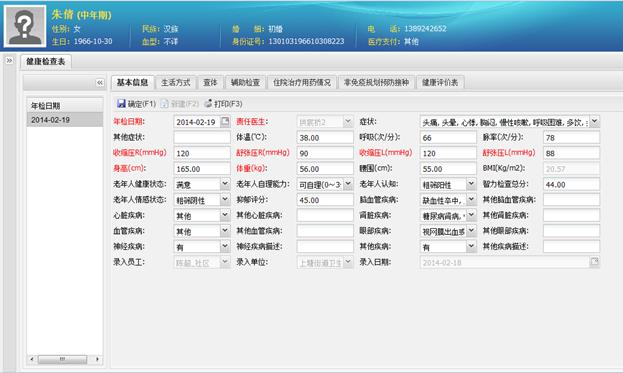 朱倩 (中年期)
性别: 女 民族: 汉族 婚 姻: 初婚 电 话: 1389242652
生日: 1966-10-30 血型: 不详 身份证号: 130103196610308223 医疗支付: 其他
健康检查表
年检日期
2014-02-19
基本信息 生活方式 查体 辅助检查 住院治疗用药情况 非免疫规划预防接种 健康评价表
确定(F1) 新建(F2) 打印(F3)
年检日期: 2014-02-19 责任医生: 拱宸桥2 症状: 头痛, 头晕, 心悸, 胸闷, 慢性咳嗽, 呼吸困难, 多饮,
其他症状: 体温(℃): 38.00 呼吸(次/分): 66 脉率(次/分): 78
收缩压R(mmHg) 120 舒张压R(mmHg) 90 收缩压L(mmHg) 120 舒张压L(mmHg) 88
身高(cm): 165.00 体重(kg): 56.00 腰围(cm): 55.00 BMI(Kg/m2): 20.57
老年人健康状态: 满意 老年人自理能力: 可自理(0~3 老年人认知: 粗筛阳性 智力检查总分: 44.00
老年人情感状态: 粗筛阴性 抑郁评分: 45.00 脑血管疾病: 缺血性卒中, 其他脑血管疾病:
心脏疾病: 其他 其他心脏疾病: 肾脏疾病: 糖尿病肾病, 其他肾脏疾病:
血管疾病: 其他 其他血管疾病: 眼部疾病: 视网膜出血或 其他眼部疾病:
神经疾病: 有 神经疾病描述: 其他疾病: 有 其他疾病描述:
录入员工: 陈超_社区 录入单位: 上塘街道卫生 录入日期: 2014-02-18